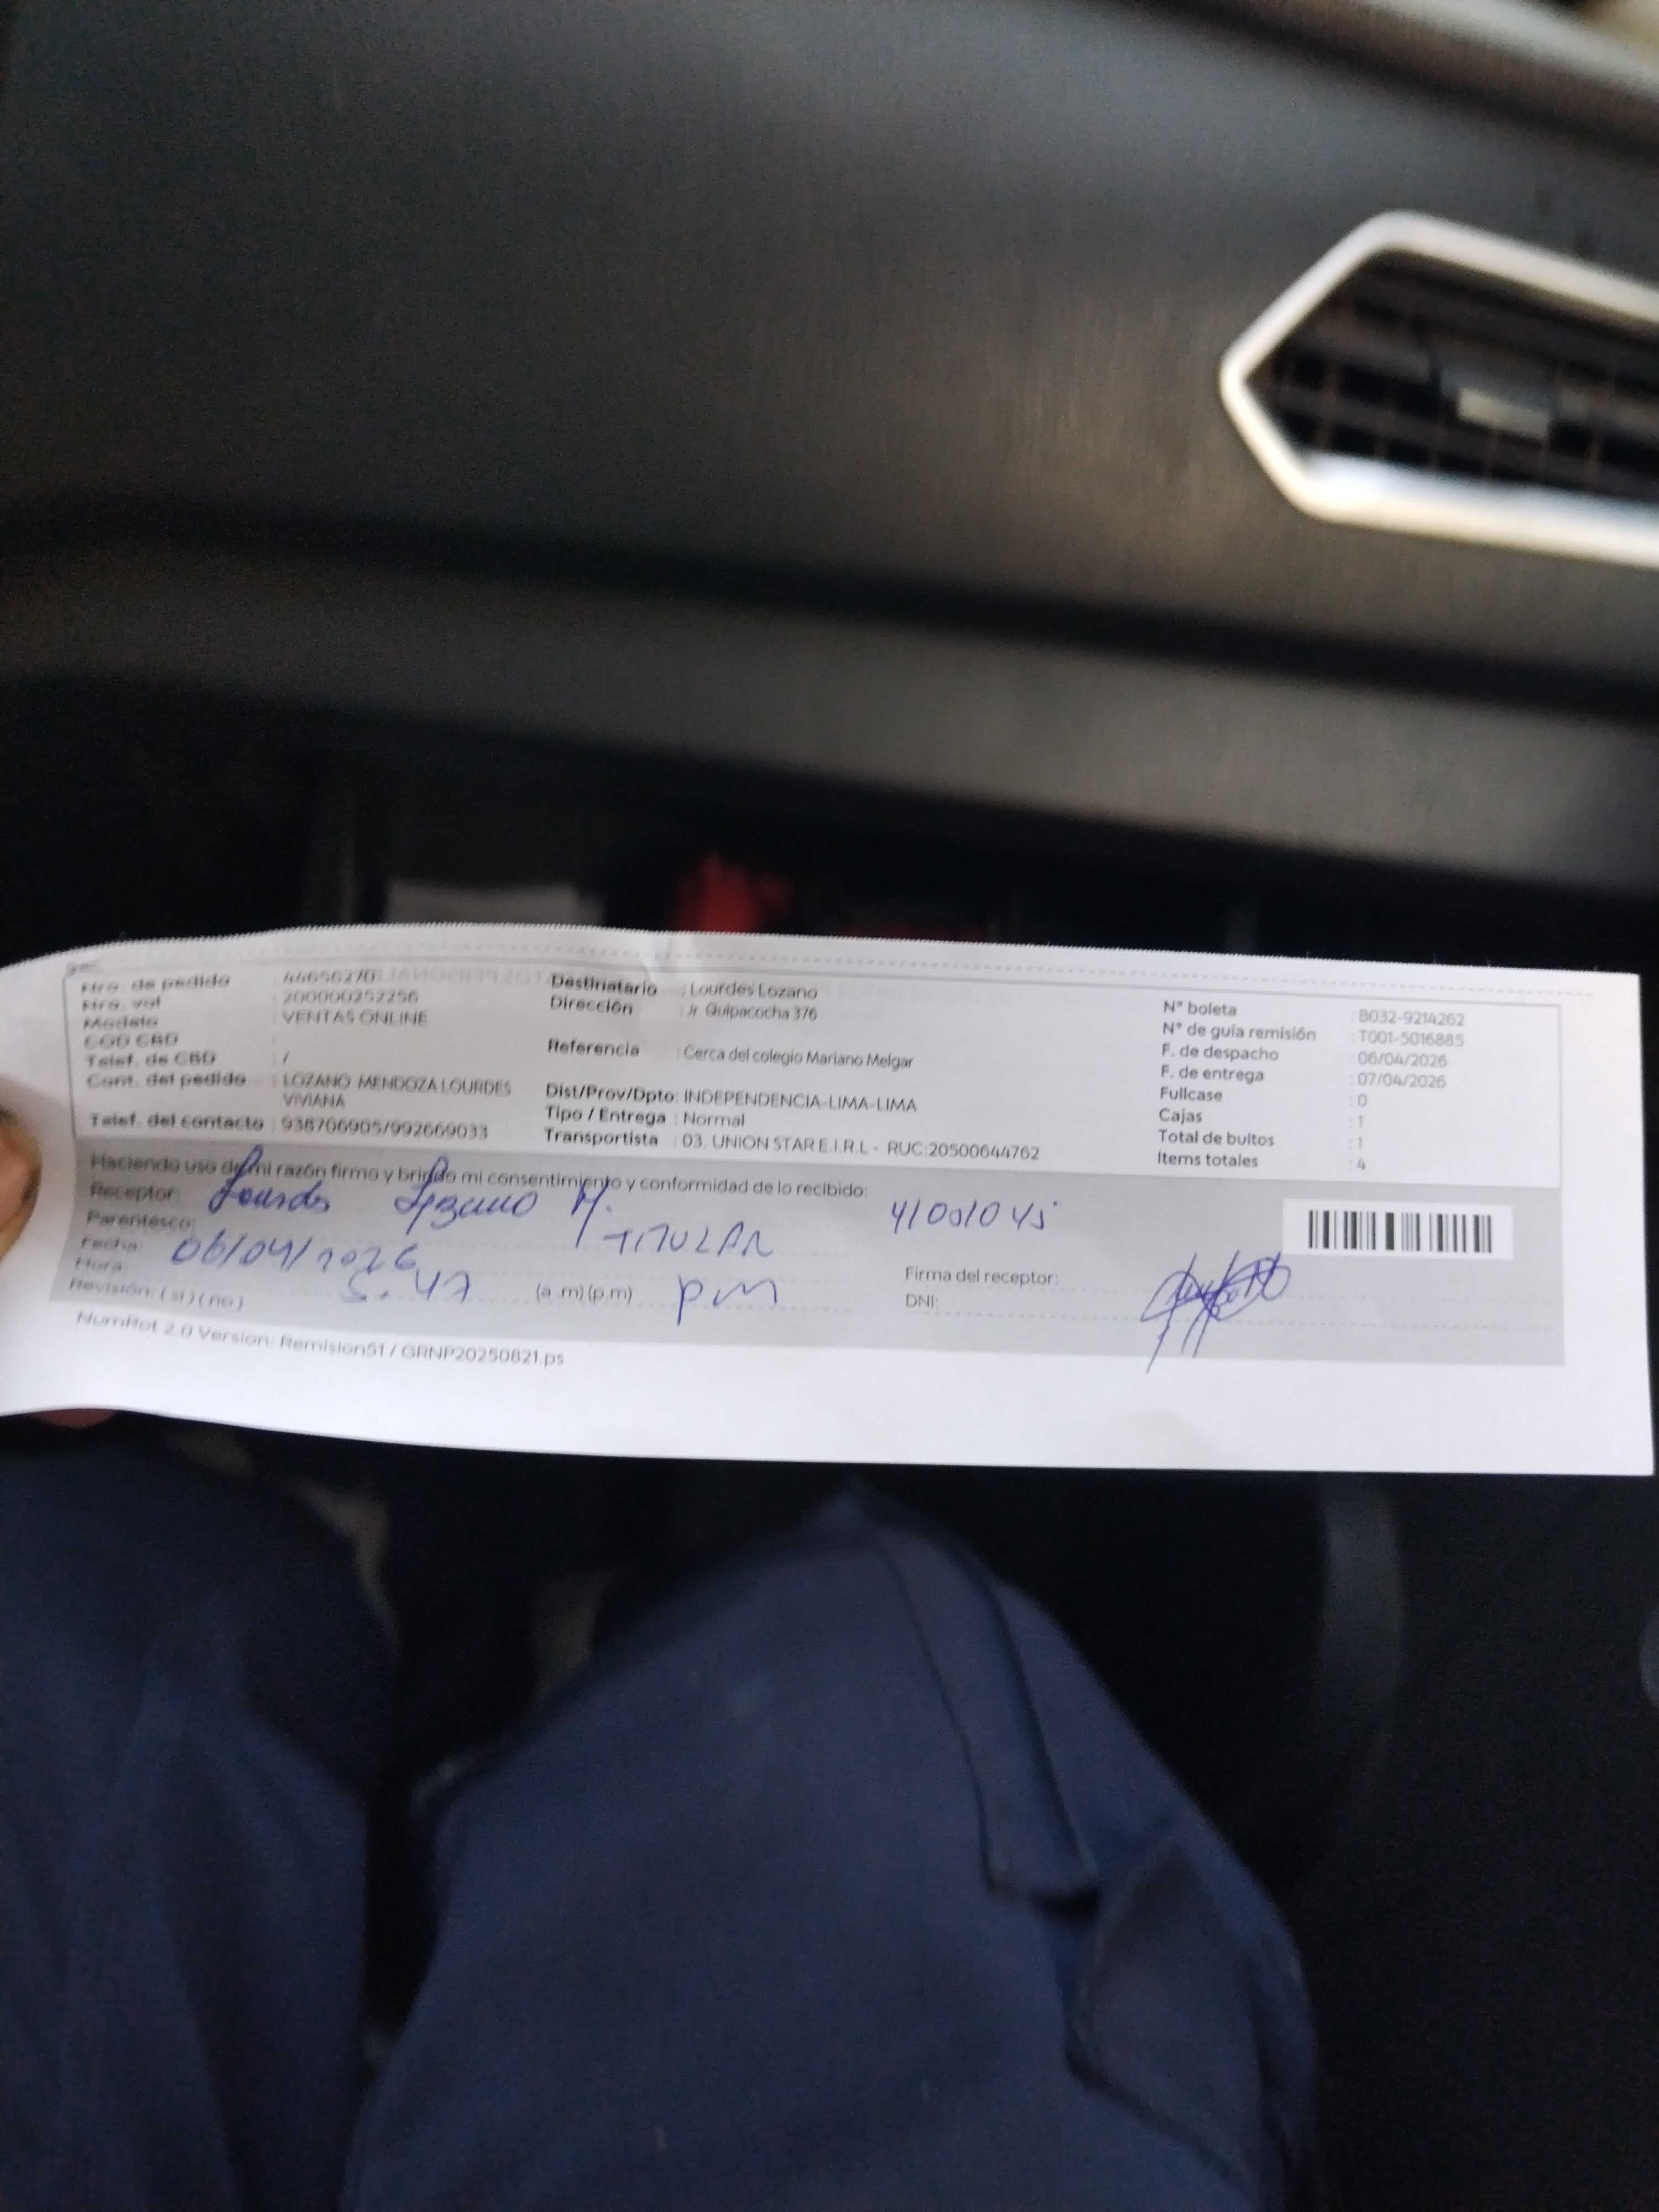 Nro. de pedido : 44656270
Nro. val : 200000252256
Modelo : VENTAS ONLINE
COD CBD :
Telef. de CBD : /
Cont. del pedido : LOZANO MENDOZA LOURDES
VIVIANA
Telef. del contacto : 938706905/992669033
Destinatario : Lourdes Lozano
Dirección : Jr. Quipacocha 376
Referencia : Cerca del colegio Mariano Melgar
Dist/Prov/Dpto: INDEPENDENCIA-LIMA-LIMA
Tipo / Entrega : Normal
Transportista : 03. UNION STAR E.I.R.L - RUC:20500644762
N° boleta : B032-9214262
N° de guía remisión : T001-5016885
F. de despacho : 06/04/2026
F. de entrega : 07/04/2026
Fullcase : 0
Cajas : 1
Total de bultos : 1
Items totales : 4
Haciendo uso de mi razón firmo y brindo mi consentimiento y conformidad de lo recibido:
Receptor: Lourdes Lozano M.
Parentesco: TITULAR
Fecha: 06/04/2026
Hora: 5:47 (a.m)(p.m) pm
Revisión: (si)(no)
Firma del receptor:
DNI:
NumRot 2.0 Version: Remision51 / GRNP20250821.ps